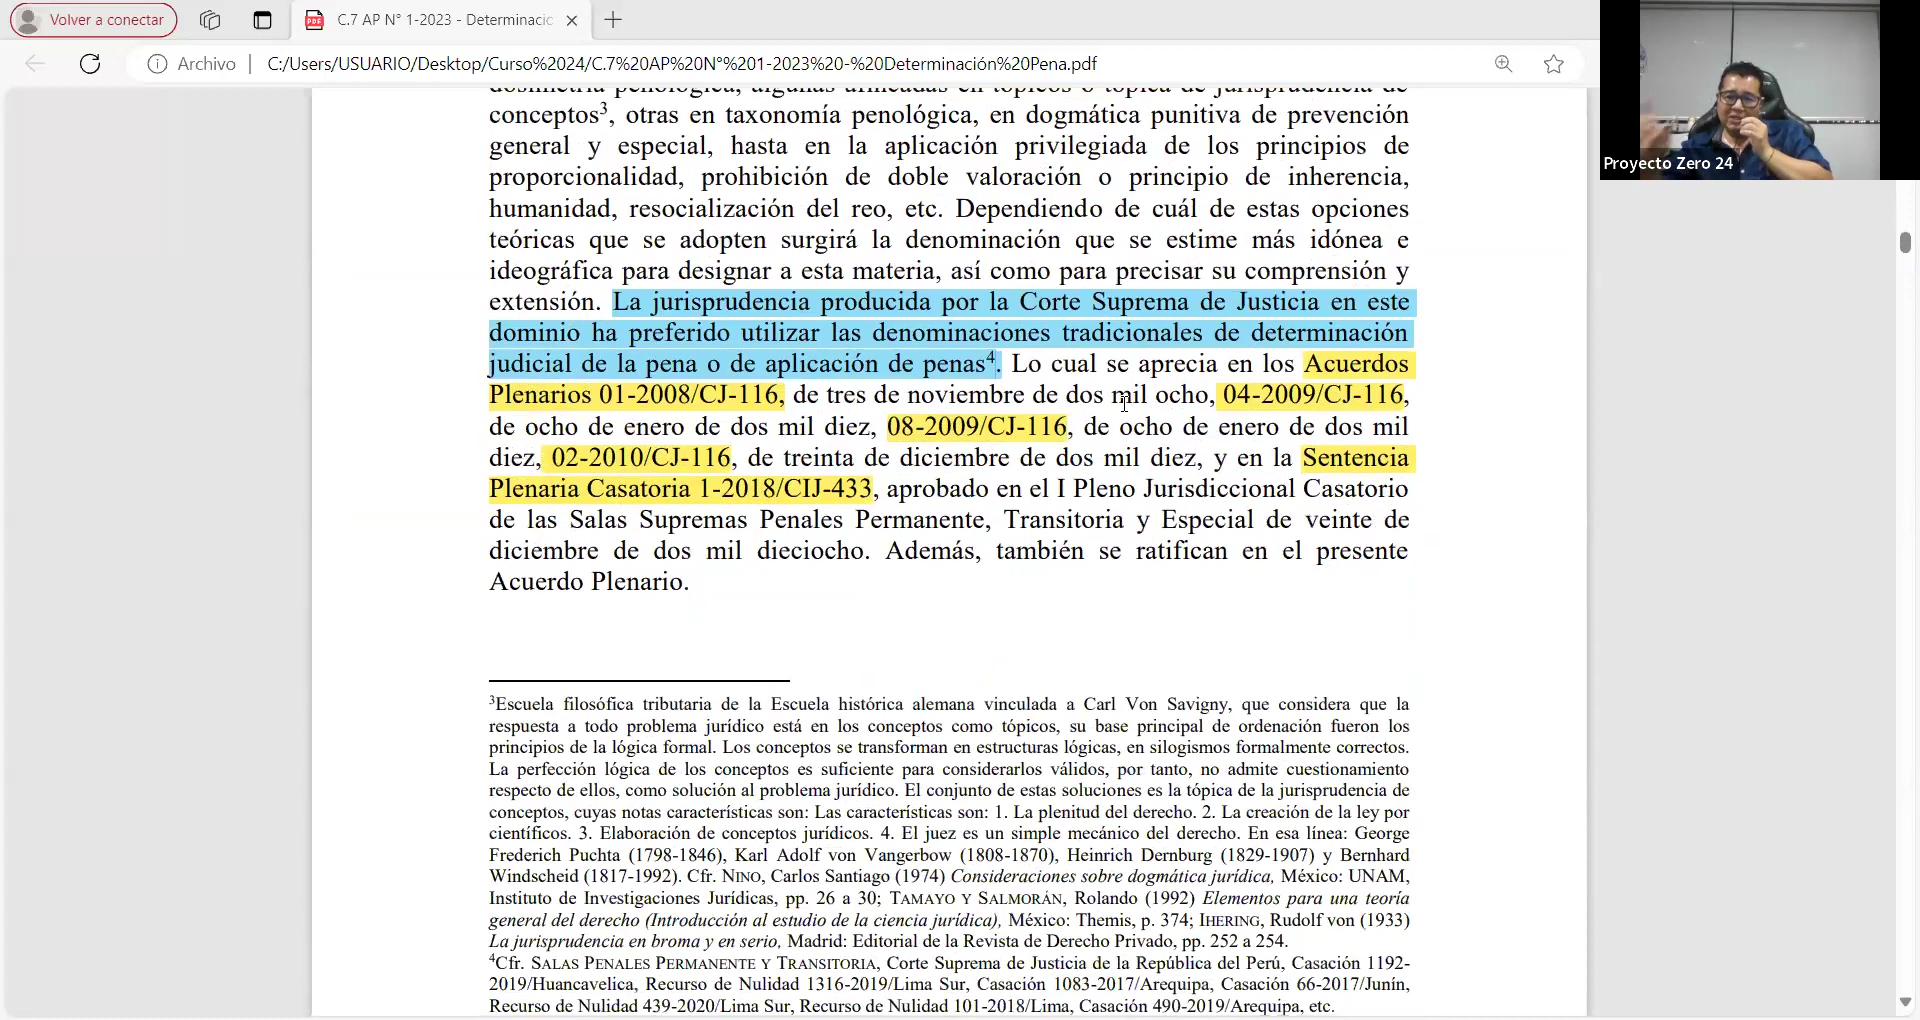 Volver a conectar
C.7 AP N° 1-2023 - Determinaci
Archivo
C:/Users/USUARIO/Desktop/Curso%2024/C.7%20AP%20N°%201-2023%20-%20Determinación%20Pena.pdf
Proyecto Zero 24
dosimetría penológica, algunas afincadas en tópicos o tópica de jurisprudencia de
conceptos3, otras en taxonomía penológica, en dogmática punitiva de prevención
general y especial, hasta en la aplicación privilegiada de los principios de
proporcionalidad, prohibición de doble valoración o principio de inherencia,
humanidad, resocialización del reo, etc. Dependiendo de cuál de estas opciones
teóricas que se adopten surgirá la denominación que se estime más idónea e
ideográfica para designar a esta materia, así como para precisar su comprensión y
extensión. La jurisprudencia producida por la Corte Suprema de Justicia en este
dominio ha preferido utilizar las denominaciones tradicionales de determinación
judicial de la pena o de aplicación de penas4. Lo cual se aprecia en los Acuerdos
Plenarios 01-2008/CJ-116, de tres de noviembre de dos mil ocho, 04-2009/CJ-116,
de ocho de enero de dos mil diez, 08-2009/CJ-116, de ocho de enero de dos mil
diez, 02-2010/CJ-116, de treinta de diciembre de dos mil diez, y en la Sentencia
Plenaria Casatoria 1-2018/CIJ-433, aprobado en el I Pleno Jurisdiccional Casatorio
de las Salas Supremas Penales Permanente, Transitoria y Especial de veinte de
diciembre de dos mil dieciocho. Además, también se ratifican en el presente
Acuerdo Plenario.
3Escuela filosófica tributaria de la Escuela histórica alemana vinculada a Carl Von Savigny, que considera que la
respuesta a todo problema jurídico está en los conceptos como tópicos, su base principal de ordenación fueron los
principios de la lógica formal. Los conceptos se transforman en estructuras lógicas, en silogismos formalmente correctos.
La perfección lógica de los conceptos es suficiente para considerarlos válidos, por tanto, no admite cuestionamiento
respecto de ellos, como solución al problema jurídico. El conjunto de estas soluciones es la tópica de la jurisprudencia de
conceptos, cuyas notas características son: Las características son: 1. La plenitud del derecho. 2. La creación de la ley por
científicos. 3. Elaboración de conceptos jurídicos. 4. El juez es un simple mecánico del derecho. En esa línea: George
Frederich Puchta (1798-1846), Karl Adolf von Vangerbow (1808-1870), Heinrich Dernburg (1829-1907) y Bernhard
Windscheid (1817-1992). Cfr. NINO, Carlos Santiago (1974) Consideraciones sobre dogmática jurídica, México: UNAM,
Instituto de Investigaciones Jurídicas, pp. 26 a 30; TAMAYO Y SALMORÁN, Rolando (1992) Elementos para una teoría
general del derecho (Introducción al estudio de la ciencia jurídica), México: Themis, p. 374; IHERING, Rudolf von (1933)
La jurisprudencia en broma y en serio, Madrid: Editorial de la Revista de Derecho Privado, pp. 252 a 254.
4Cfr. SALAS PENALES PERMANENTE Y TRANSITORIA, Corte Suprema de Justicia de la República del Perú, Casación 1192-
2019/Huancavelica, Recurso de Nulidad 1316-2019/Lima Sur, Casación 1083-2017/Arequipa, Casación 66-2017/Junín,
Recurso de Nulidad 439-2020/Lima Sur, Recurso de Nulidad 101-2018/Lima, Casación 490-2019/Arequipa, etc.